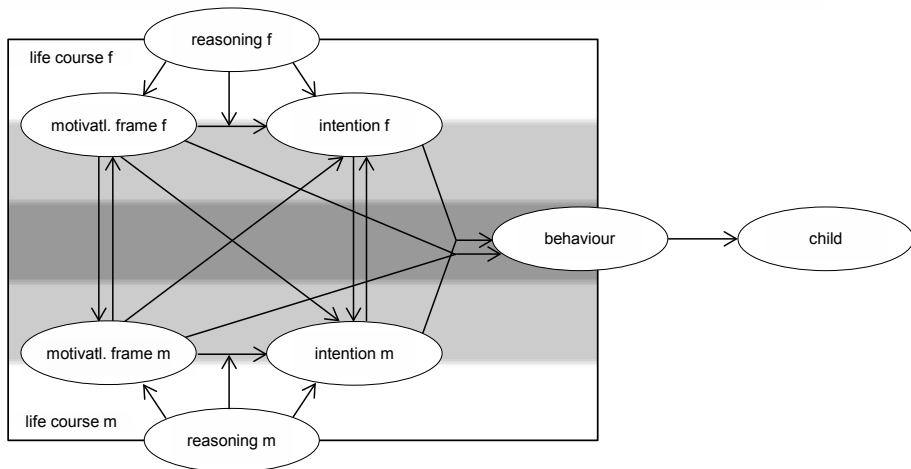 reasoning f
life course f
motivatl. frame f
intention f
behaviour
child
motivatl. frame m
intention m
life course m
reasoning m